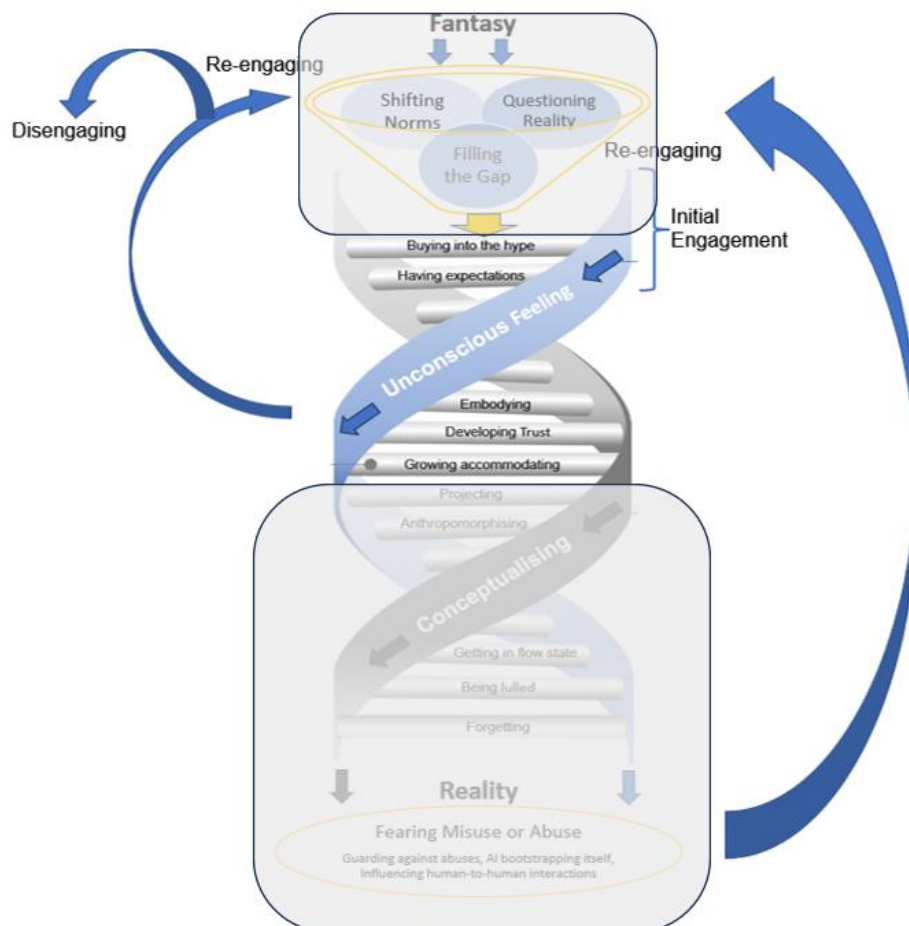 Fantasy
Re-engaging
Disengaging
Shifting
Norms
Questioning
Reality
Filling
the Gap
Re-engaging
Initial
Engagement
Buying into the hype
Having expectations
Unconscious Feeling
Embodying
Developing Trust
Growing accommodating
Projecting
Anthropomorphising
Conceptualising
Getting in flow state
Being lulled
Forgetting
Reality
Fearing Misuse or Abuse
Guarding against abuses, AI bootstrapping itself,
Influencing human-to-human interactions